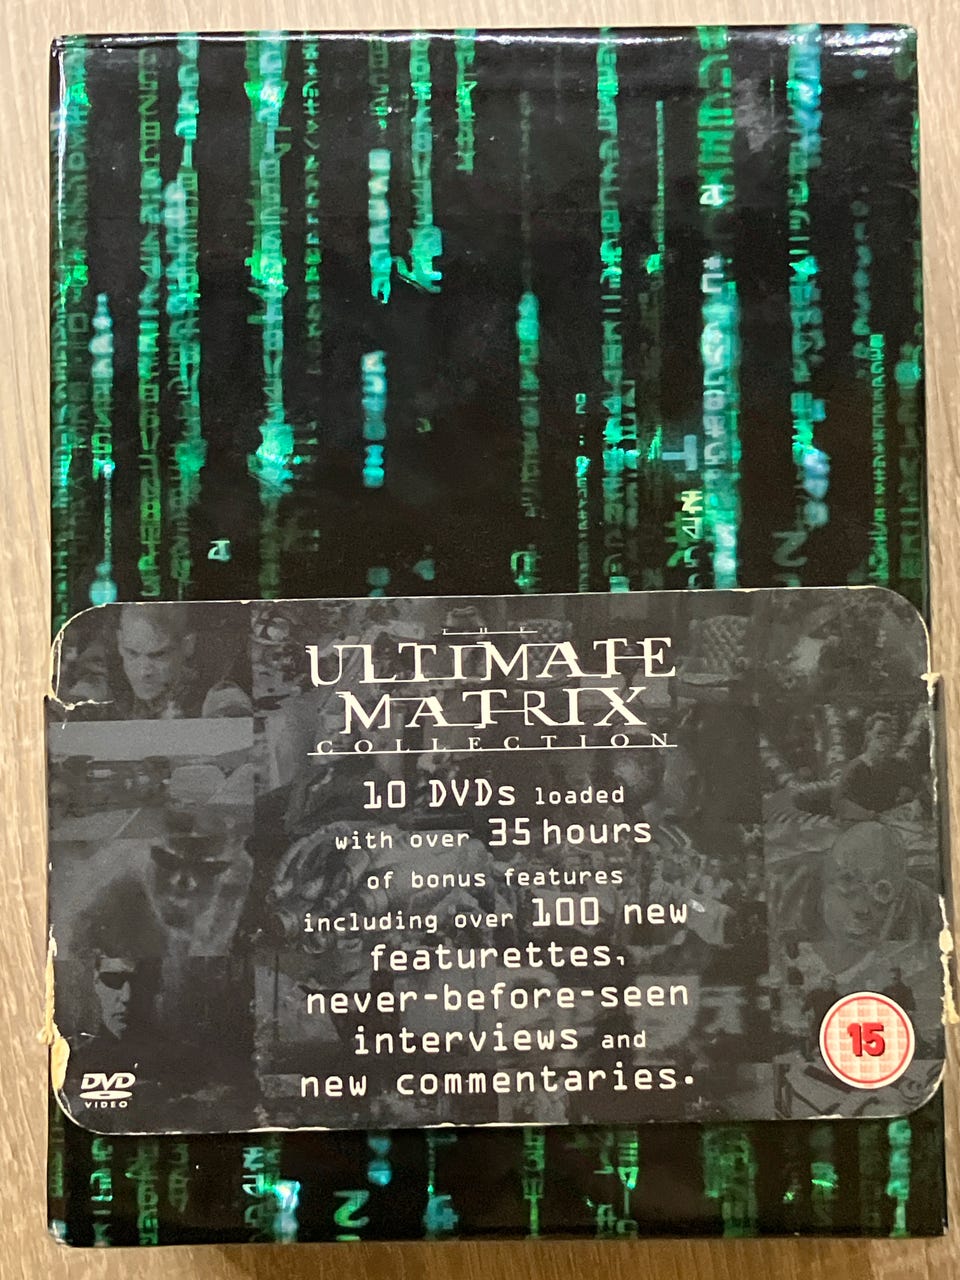 THE
ULTIMATE
MATRIX
COLLECTION
10 DVDs loaded
with over 35 hours
of bonus features
including over 100 new
featurettes,
never-before-seen
interviews and
new commentaries.
15
DVD
VIDEO